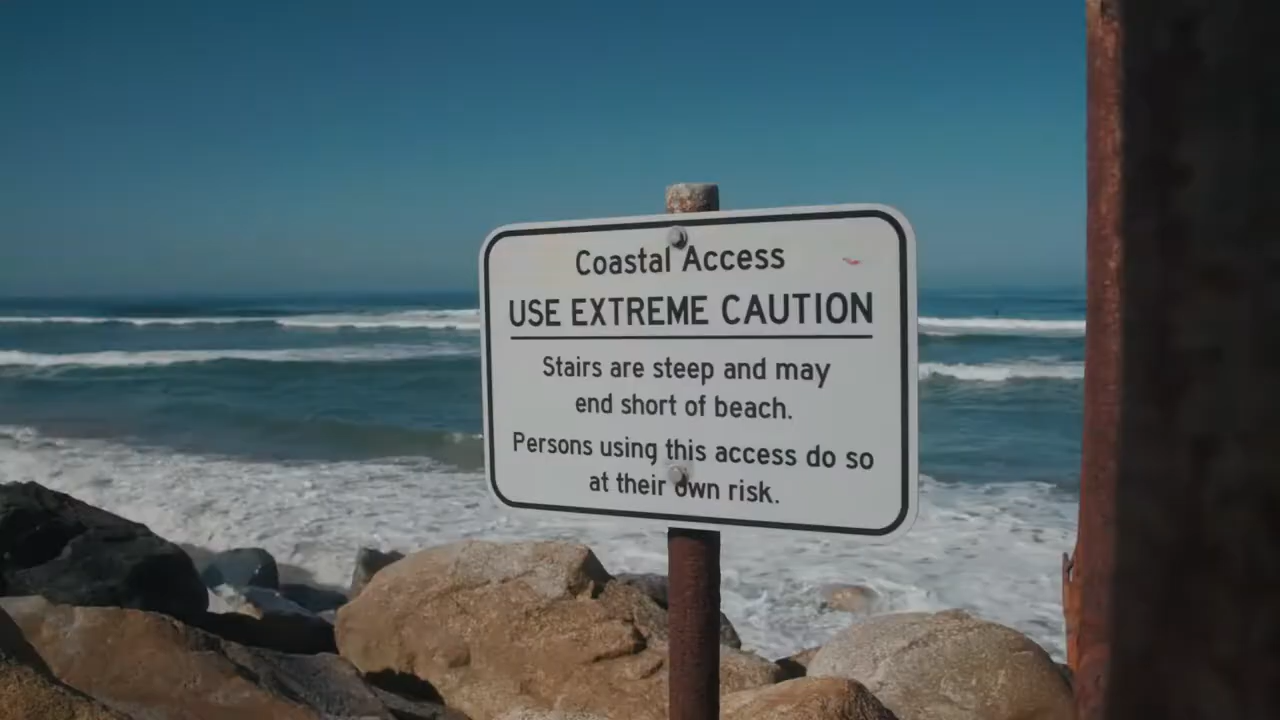 Coastal Access
USE EXTREME CAUTION
Stairs are steep and may
end short of beach.
Persons using this access do so
at their own risk.